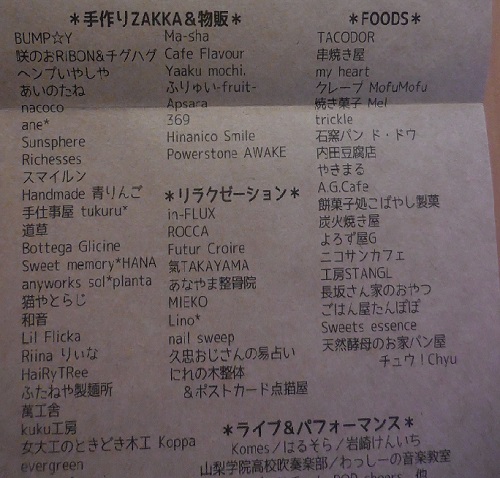 ＊手作りZAKKA＆物販＊
BUMP☆Y
咲のおRiBON＆チグハグ
ヘンプいやしや
あいのたね
nacoco
ane*
Sunsphere
Richesses
スマイルン
Handmade 青りんご
手仕事屋 tukuru*
道草
Bottega Glicine
Sweet memory*HANA
anyworks sol*planta
猫やとらじ
和音
Lil Flicka
Riina りぃな
HaiRyTRee
ふたねや製麺所
萬工舎
kuku工房
女大工のときどき木工 Koppa
evergreen
Ma-sha
Cafe Flavour
Yaaku mochi.
ふりゅい-fruit-
Apsara
369
Hinanico Smile
Powerstone AWAKE
＊リラクゼーション＊
in-FLUX
ROCCA
Futur Croire
氣TAKAYAMA
あなやま整骨院
MIEKO
Lino*
nail sweep
久忠おじさんの易占い
にれの木整体
＆ポストカード点描屋
＊FOODS＊
TACODOR
串焼き屋
my heart
クレープ MofuMofu
焼き菓子 Mel
trickle
石窯パン ド・ドウ
内田豆腐店
やきまる
A.G.Cafe
餅菓子処こばやし製菓
炭火焼き屋
よろず屋G
ニコサンカフェ
工房STANGL
長坂さん家のおやつ
ごはん屋たんぽぽ
Sweets essence
天然酵母のお家パン屋
チュウ！Chyu
＊ライブ＆パフォーマンス＊
Komes／はるそら／岩崎けんいち
山梨学院高校吹奏楽部／わっしーの音楽教室